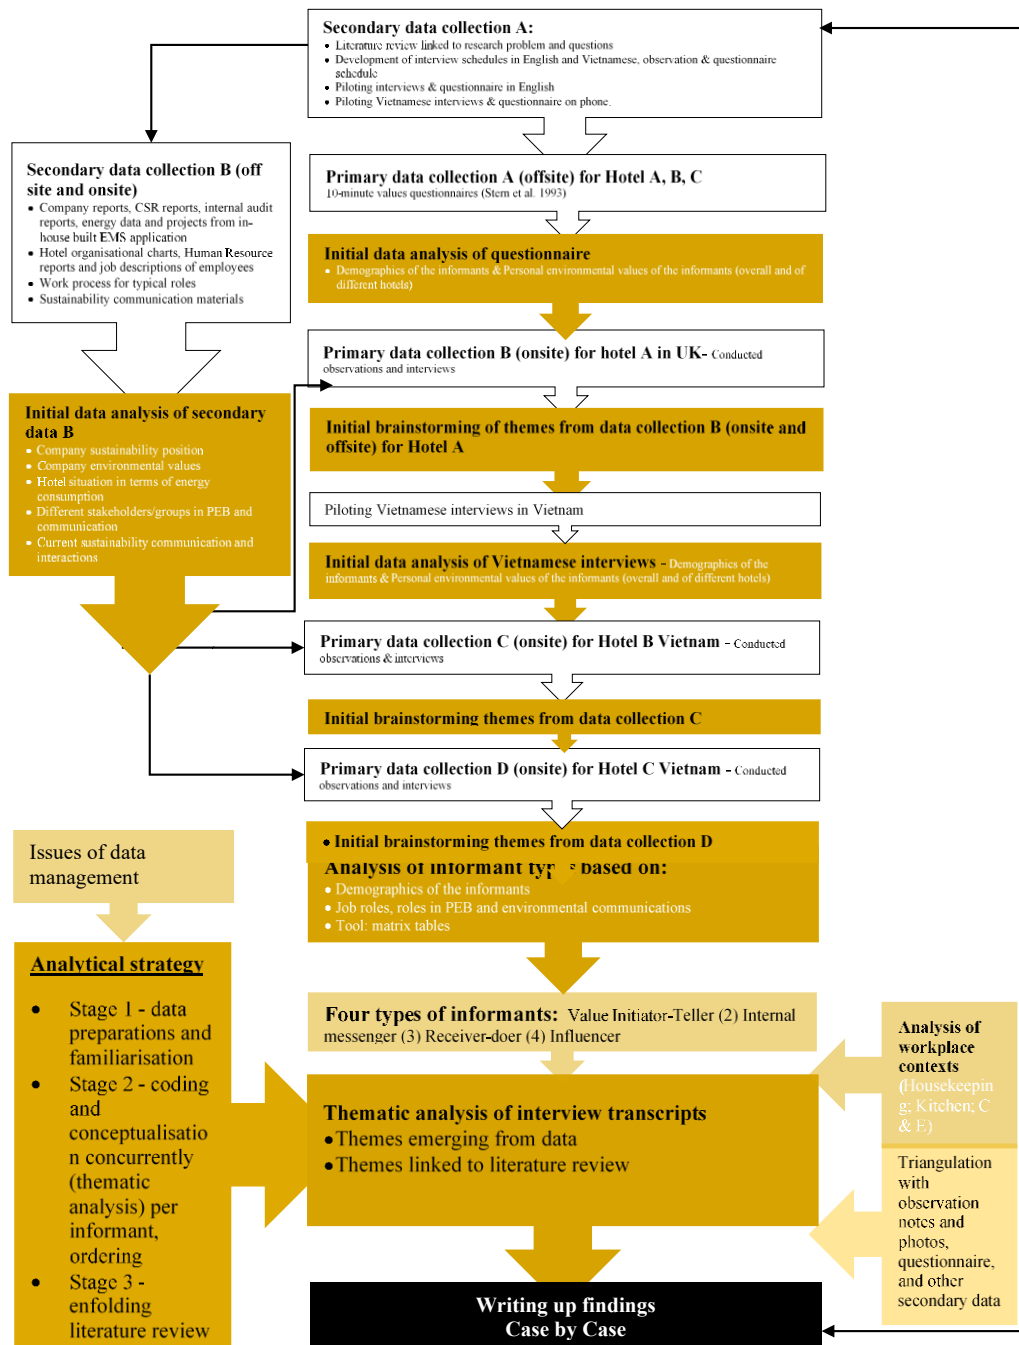 Secondary data collection A:
• Literature review linked to research problem and questions
• Development of interview schedules in English and Vietnamese, observation & questionnaire
schedule
• Piloting interviews & questionnaire in English
• Piloting Vietnamese interviews & questionnaire on phone.
Secondary data collection B (off
site and onsite)
• Company reports, CSR reports, internal audit
reports, energy data and projects from in-
house built EMS application
• Hotel organisational charts, Human Resource
reports and job descriptions of employees
• Work process for typical roles
• Sustainability communication materials
Primary data collection A (offsite) for Hotel A, B, C
10-minute values questionnaires (Stern et al. 1993)
Initial data analysis of questionnaire
• Demographics of the informants & Personal environmental values of the informants (overall and of
different hotels)
Primary data collection B (onsite) for hotel A in UK- Conducted
observations and interviews
Initial data analysis of secondary
data B
• Company sustainability position
• Company environmental values
• Hotel situation in terms of energy
consumption
• Different stakeholders/groups in PEB and
communication
• Current sustainability communication and
interactions
Initial brainstorming of themes from data collection B (onsite and
offsite) for Hotel A
Piloting Vietnamese interviews in Vietnam
Initial data analysis of Vietnamese interviews - Demographics of the
informants & Personal environmental values of the informants (overall and of different hotels)
Primary data collection C (onsite) for Hotel B Vietnam - Conducted
observations & interviews
Initial brainstorming themes from data collection C
Primary data collection D (onsite) for Hotel C Vietnam - Conducted
observations and interviews
• Initial brainstorming themes from data collection D
Analysis of informant types based on:
• Demographics of the informants
• Job roles, roles in PEB and environmental communications
• Tool: matrix tables
Issues of data
management
Analytical strategy
• Stage 1 - data
preparations and
familiarisation
• Stage 2 - coding
and
conceptualisatio
n concurrently
(thematic
analysis) per
informant,
ordering
• Stage 3 -
enfolding
literature review
Four types of informants: Value Initiator-Teller (2) Internal
messenger (3) Receiver-doer (4) Influencer
Thematic analysis of interview transcripts
• Themes emerging from data
• Themes linked to literature review
Analysis of
workplace
contexts
(Housekeepin
g; Kitchen; C
& E)
Triangulation
with
observation
notes and
photos,
questionnaire,
and other
secondary data
Writing up findings
Case by Case